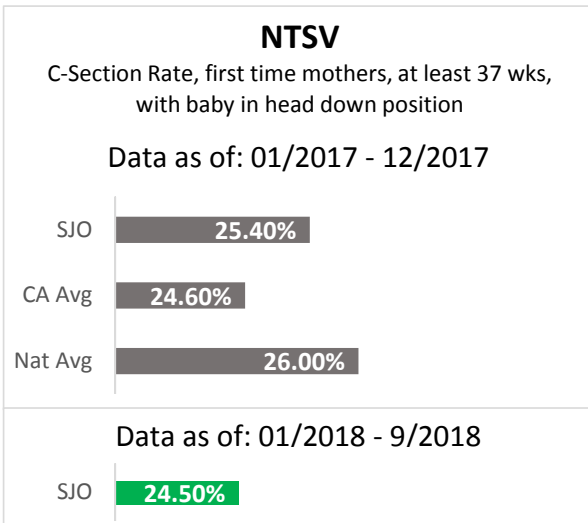 NTSV
C-Section Rate, first time mothers, at least 37 wks,
with baby in head down position
Data as of: 01/2017 - 12/2017
SJO 25.40%
CA Avg 24.60%
Nat Avg 26.00%
Data as of: 01/2018 - 9/2018
SJO 24.50%